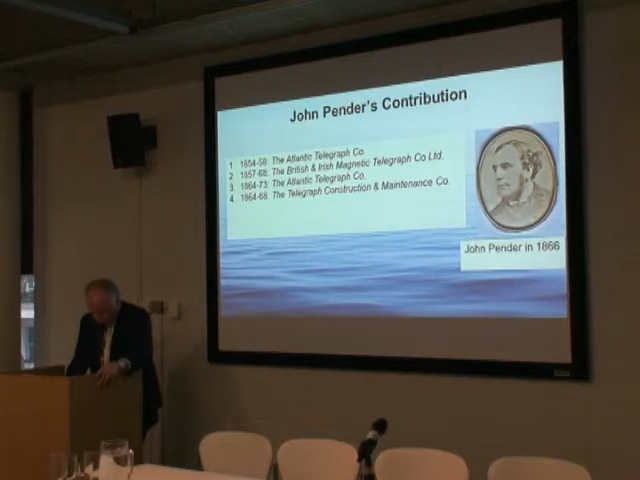 John Pender's Contribution
1 1854-58: The Atlantic Telegraph Co.
2 1857-68: The British & Irish Magnetic Telegraph Co Ltd.
3. 1864-73: The Atlantic Telegraph Co.
4 1864-68: The Telegraph Construction & Maintenance Co.
John Pender in 1866